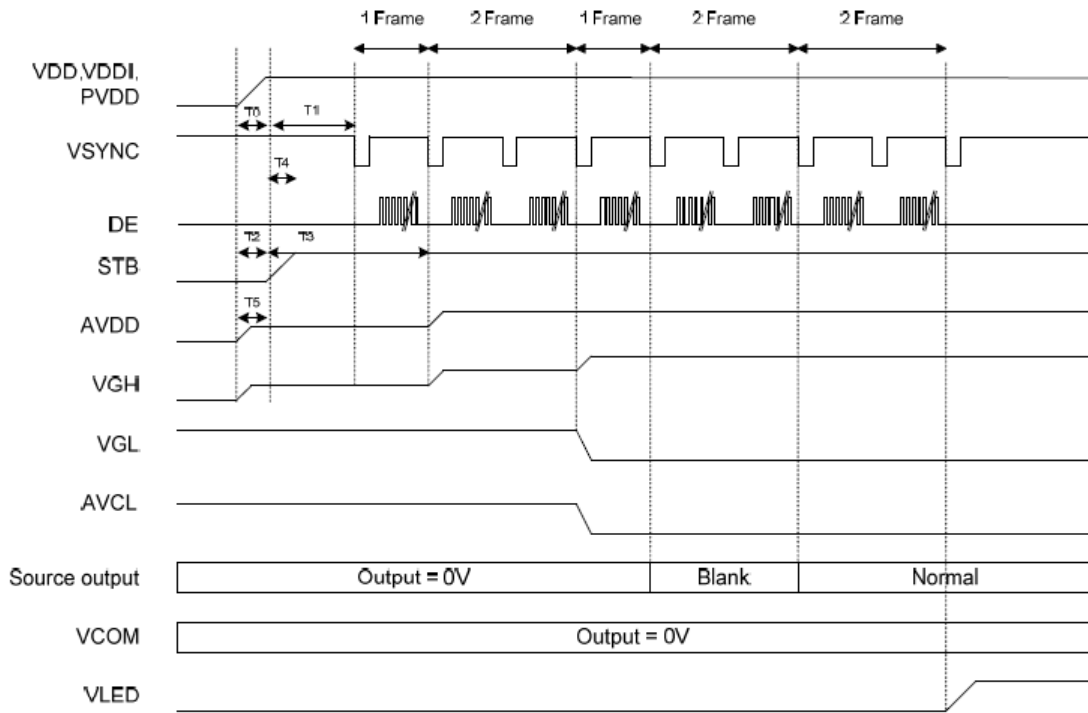 1 Frame 2 Frame 1 Frame 2 Frame 2 Frame
VDD,VDDI,
PVDD
T0 T1
VSYNC
T4
DE
T2 T3
STB
T5
AVDD
VGH
VGL
AVCL
Source output Output = 0V Blank Normal
VCOM Output = 0V
VLED